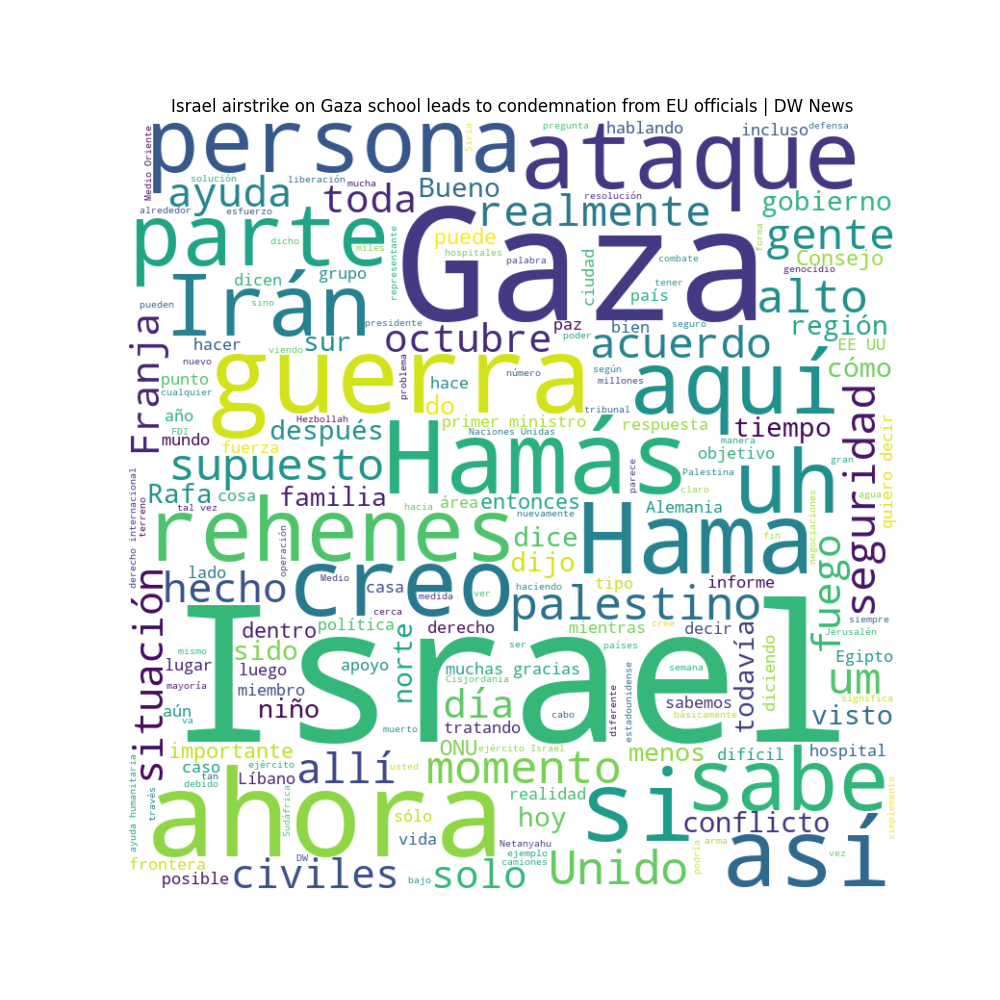 Israel airstrike on Gaza school leads to condemnation from EU officials | DW News
persona
ataque
Gaza
Medio Oriente
solución
liberación
mucha
Siria
pregunta
hablando
incluso
defensa
ayuda
toda
Bueno
realmente
resolución
gobierno
alrededor
esfuerzo
parte
dicho
miles
representante
puede
hospitales
palabra
ciudad
combate
tener
forma
gente
Consejo
genocidio
dicen
grupo
Irán
pueden
sino
país
alto
presidente
octubre
paz
bien
seguro
poder
región
EE UU
hacer
sur
viendo
acuerdo
cómo
Franja
nuevo
punto
cualquier
guerra
problema
hace
número
según
millones
aquí
año
FDI
mundo
fuerza
después
Hezbollah
do
primer ministro
Naciones Unidas
tribunal
respuesta
manera
tiempo
seguridad
quiero decir
supuesto
Hamás
parece
objetivo
Palestina
claro
uh
gran
agua
derecho internacional
terreno
Rafa
cosa
tal vez
familia
hacia
área
entonces
nuevamente
Alemania
negociaciones
fin
rehenes
operación
dice
dijo
Hama
lado
hecho
Medio
casa
medida
ver
haciendo
tipo
informe
creo
cerca
palestino
fuego
siempre
situación
dentro
política
derecho
mientras
cree
decir
Jerusalén
mismo
lugar
sido
luego
apoyo
norte
ser
países
muchas
gracias
Cisjordania
semana
todavía
diciendo
Egipto
mayoría
miembro
Israel
diferente
estadounidense
sabemos
básicamente
um
significa
aún
va
niño
día
cabo
tratando
visto
importante
muerto
ONU
ejército Israel
menos
difícil
hospital
ayuda humanitaria
través
caso
tan
debido
ejército
Líbano
Sudáfrica
allí
usted
momento
realidad
sabe
simplemente
ahora
sólo
hoy
si
conflicto
vida
Netanyahu
ejemplo
camiones
podría
arma
vez
así
frontera
posible
DW
civiles
bajo
solo
Unido